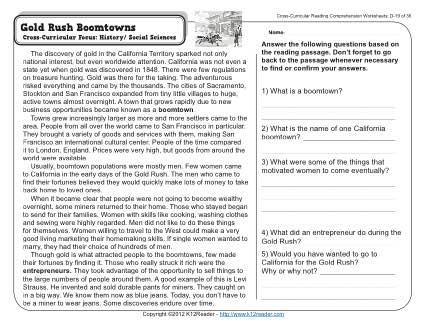 Cross-Curricular Reading Comprehension Worksheets: D-19 of 36
Gold Rush Boomtowns
Cross-Curricular Focus: History/ Social Sciences
The discovery of gold in the California Territory sparked not only
national interest, but even worldwide attention. California was not even a
state yet when gold was discovered in 1848. There were few regulations
on treasure hunting. Gold was there for the taking. The adventurers
risked everything and came by the thousands. The cities of Sacramento,
Stockton and San Francisco expanded from tiny little villages to huge,
active towns almost overnight. A town that grows rapidly due to new
business opportunities became known as a boomtown.
Towns grew increasingly larger as more and more settlers came to the
area. People from all over the world came to San Francisco in particular.
They brought a variety of goods and services with them, making San
Francisco an international cultural center. People of the time compared
it to London, England. Prices were very high, but goods from around the
world were available.
Usually, boomtown populations were mostly men. Few women came
to California in the early days of the Gold Rush. The men who came to
find their fortunes believed they would quickly make lots of money to take
back home to loved ones.
When it became clear that people were not going to become wealthy
overnight, some miners returned to their home. Those who stayed began
to send for their families. Women with skills like cooking, washing clothes
and sewing were highly regarded. Men did not like to do these things
for themselves. Women willing to travel to the West could make a very
good living marketing their homemaking skills. If single women wanted to
marry, they had their choice of hundreds of men.
Though gold is what attracted people to the boomtowns, few made
their fortunes by finding it. Those who really struck it rich were the
entrepreneurs. They took advantage of the opportunity to sell things to
the large numbers of people around them. A good example of this is Levi
Strauss. He invented and sold durable pants for miners. They caught on
in a big way. We know them now as blue jeans. Today, you don't have to
be a miner to wear jeans. Some discoveries endure over time.
Name:
Answer the following questions based on
the reading passage. Don't forget to go
back to the passage whenever necessary
to find or confirm your answers.
1) What is a boomtown?
2) What is the name of one California
boomtown?
3) What were some of the things that
motivated women to come eventually?
4) What did an entrepreneur do during the
Gold Rush?
5) Would you have wanted to go to
California for the Gold Rush?
Why or why not?
Copyright ©2012 K12Reader - http://www.k12reader.com